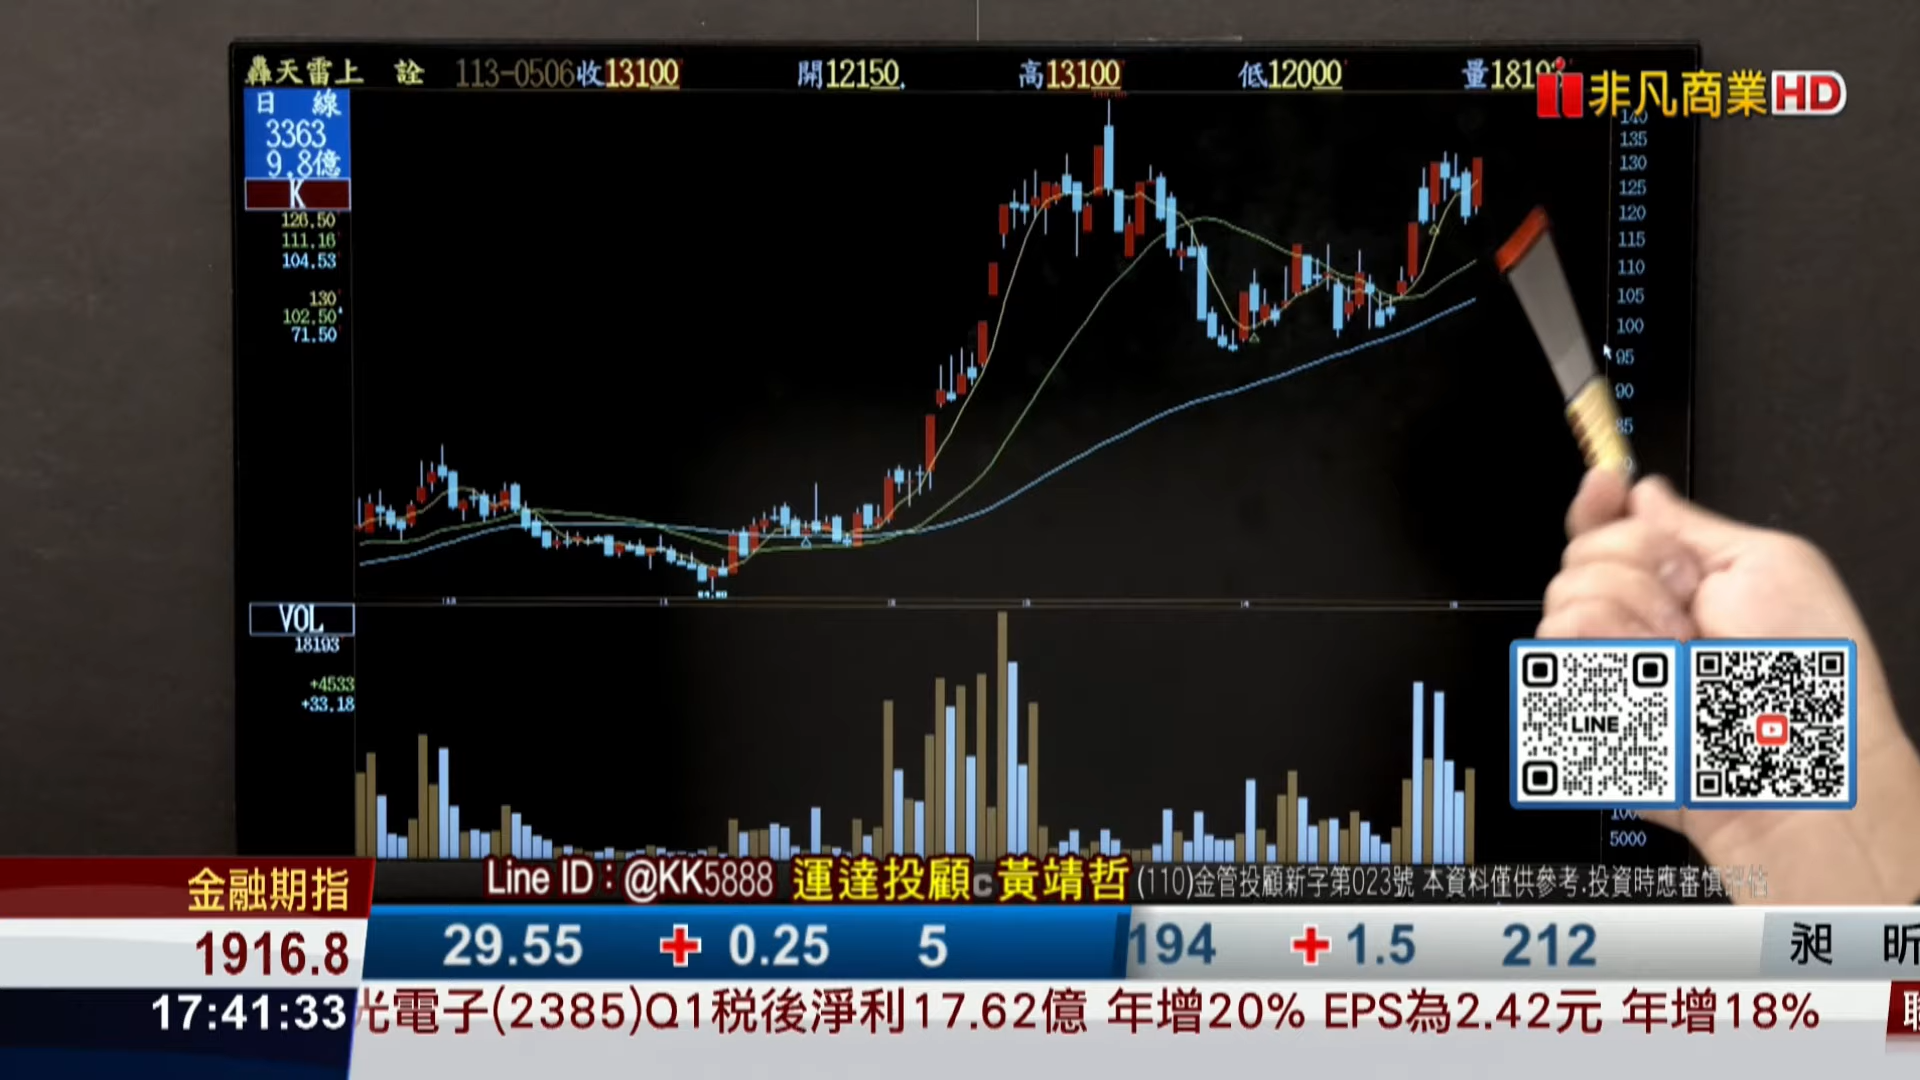 轟天雷上 詮 113-0506收13100 開12150 高13100 低12000 量1819
非凡商業HD
日 線
3363
9.8億
K
126.50
111.16
104.53
130
102.50
71.50
135
130
125
120
115
110
105
100
95
90
85
VOL
18193
+4533
+33.18
5000
LINE
Line ID：@KK5888 運達投顧 黃靖哲 (110)金管投顧新字第023號 本資料僅供參考.投資時應審慎評估
金融期指
1916.8
29.55 + 0.25 5 194 + 1.5 212 昶 昕
17:41:33
光電子(2385)Q1稅後淨利17.62億 年增20% EPS為2.42元 年增18%